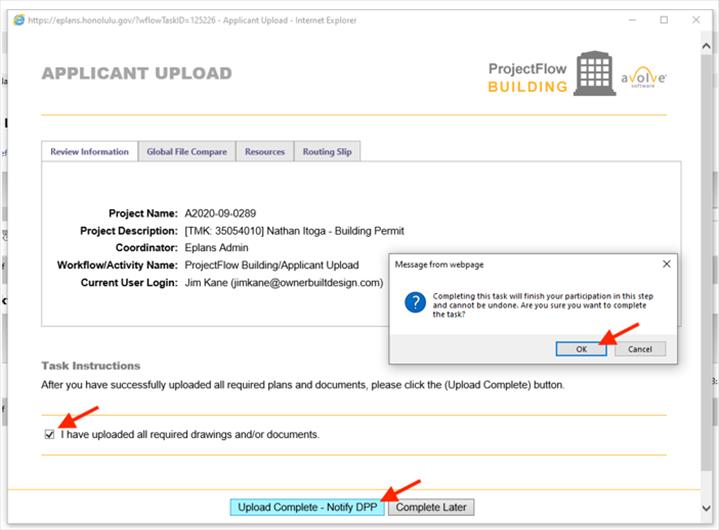 https://eplans.honolulu.gov/?wflowTaskID=125226 - Applicant Upload - Internet Explorer
APPLICANT UPLOAD
ProjectFlow
BUILDING
avolve
software
Review Information
Global File Compare
Resources
Routing Slip
Project Name: A2020-09-0289
Project Description: [TMK: 35054010] Nathan Itoga - Building Permit
Coordinator: Eplans Admin
Workflow/Activity Name: ProjectFlow Building/Applicant Upload
Current User Login: Jim Kane (jimkane@ownerbuiltdesign.com)
Message from webpage
Completing this task will finish your participation in this step
and cannot be undone. Are you sure you want to complete
the task?
OK
Cancel
Task Instructions
After you have successfully uploaded all required plans and documents, please click the (Upload Complete) button.
I have uploaded all required drawings and/or documents.
Upload Complete - Notify DPP
Complete Later